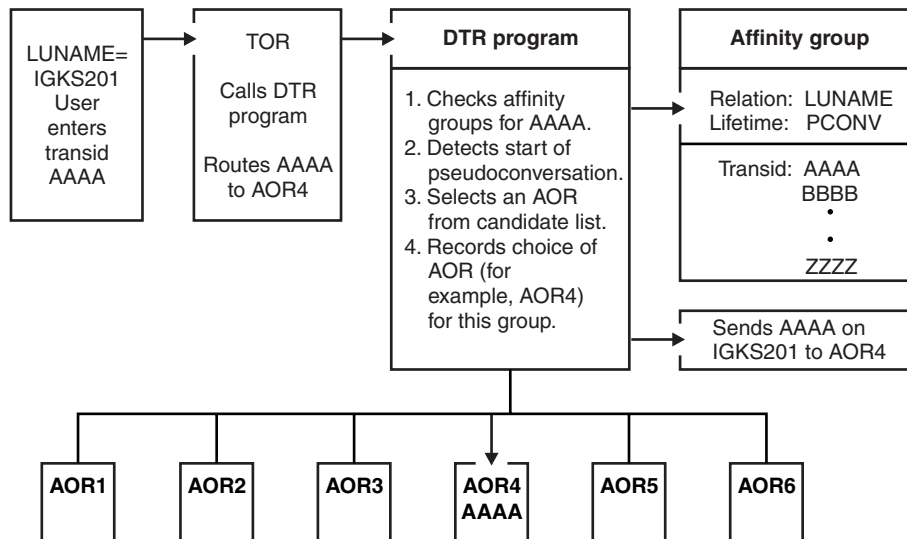 LUNAME=
IGKS201
User
enters
transid
AAAA
TOR
Calls DTR
program
Routes AAAA
to AOR4
DTR program
1. Checks affinity
groups for AAAA.
2. Detects start of
pseudoconversation.
3. Selects an AOR
from candidate list.
4. Records choice of
AOR (for
example, AOR4)
for this group.
Affinity group
Relation: LUNAME
Lifetime: PCONV
Transid: AAAA
BBBB
•
•
ZZZZ
Sends AAAA on
IGKS201 to AOR4
AOR1
AOR2
AOR3
AOR4
AAAA
AOR5
AOR6